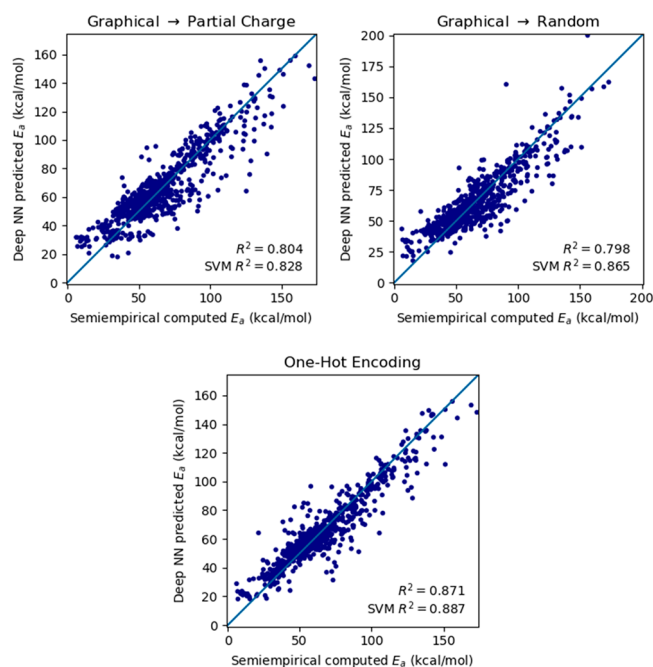 Graphical → Partial Charge
160
140
120
100
80
60
40
20
0
0 50 100 150
Deep NN predicted Eₐ (kcal/mol)
Semiempirical computed Eₐ (kcal/mol)
R² = 0.804
SVM R² = 0.828
Graphical → Random
200
175
150
125
100
75
50
25
0
0 50 100 150 200
Deep NN predicted Eₐ (kcal/mol)
Semiempirical computed Eₐ (kcal/mol)
R² = 0.798
SVM R² = 0.865
One-Hot Encoding
160
140
120
100
80
60
40
20
0
0 50 100 150
Deep NN predicted Eₐ (kcal/mol)
Semiempirical computed Eₐ (kcal/mol)
R² = 0.871
SVM R² = 0.887